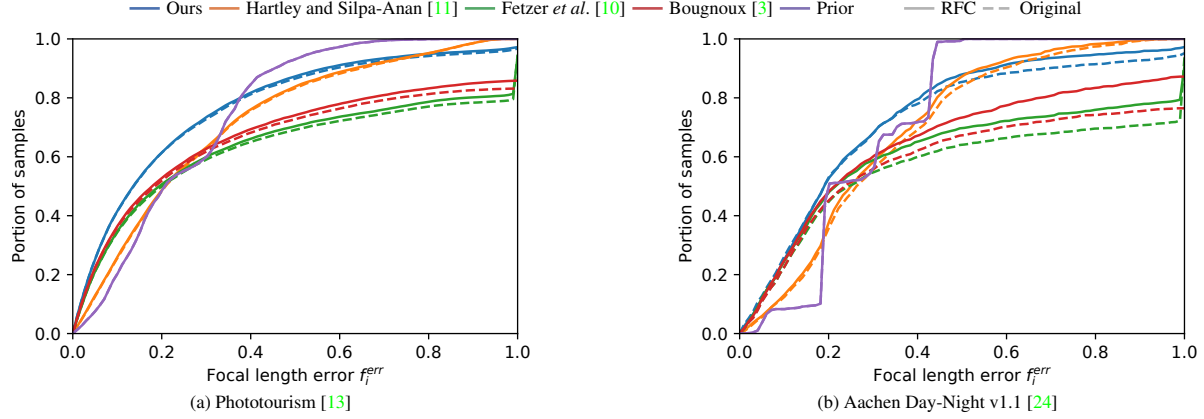 Ours Hartley and Silpa-Anan [11] Fetzer et al. [10] Bougnoux [3] Prior RFC Original
1.0
0.8
0.6
0.4
0.2
0.0
Portion of samples
0.0 0.2 0.4 0.6 0.8 1.0
Focal length error f_i^{err}
(a) Phototourism [13]
1.0
0.8
0.6
0.4
0.2
0.0
Portion of samples
0.0 0.2 0.4 0.6 0.8 1.0
Focal length error f_i^{err}
(b) Aachen Day-Night v1.1 [24]